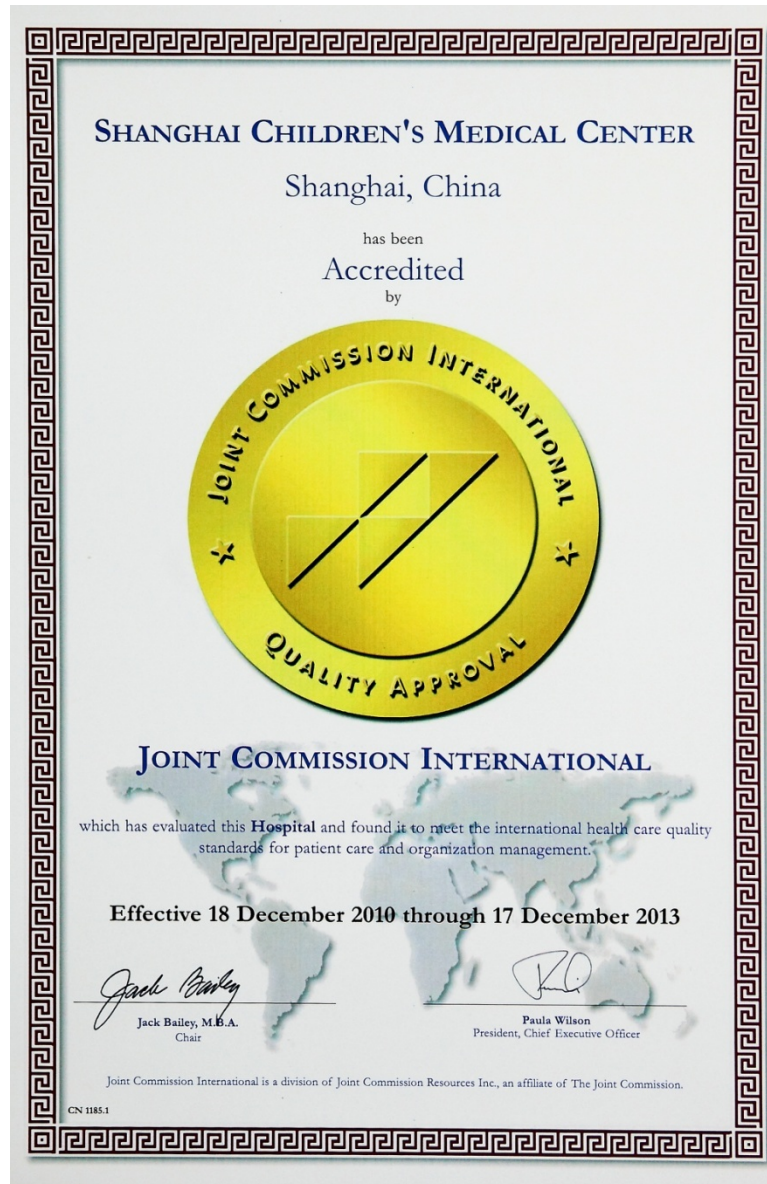 SHANGHAI CHILDREN'S MEDICAL CENTER
Shanghai, China
has been
Accredited
by
JOINT COMMISSION INTERNATIONAL
QUALITY APPROVAL
JOINT COMMISSION INTERNATIONAL
which has evaluated this Hospital and found it to meet the international health care quality
standards for patient care and organization management.
Effective 18 December 2010 through 17 December 2013
Jack Bailey
Jack Bailey, M.B.A.
Chair
Paula Wilson
President, Chief Executive Officer
Joint Commission International is a division of Joint Commission Resources Inc., an affiliate of The Joint Commission.
CN 1185.1